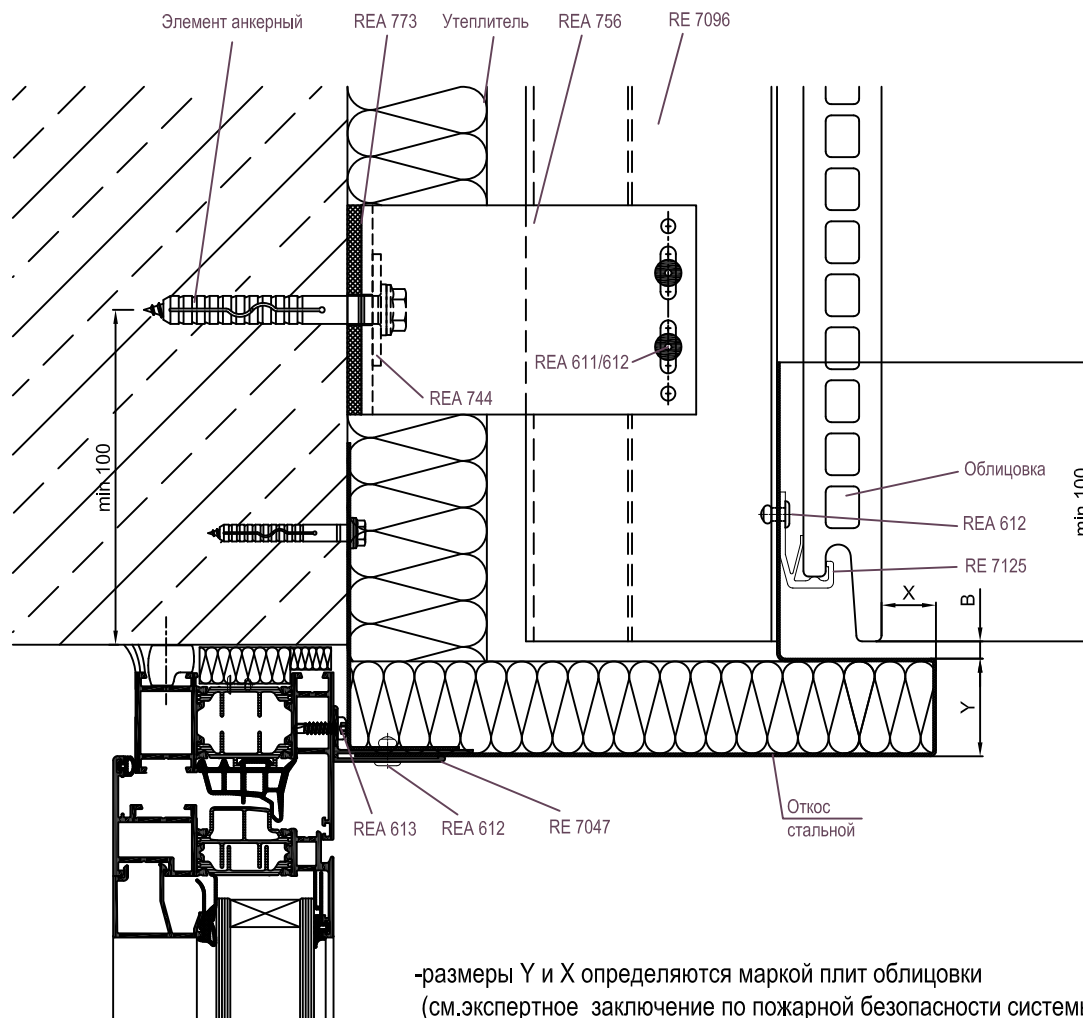 Элемент анкерный
REA 773
Утеплитель
REA 756
RE 7096
REA 611/612
REA 744
min 100
Облицовка
min 100
REA 612
RE 7125
X
B
Y
REA 613
REA 612
RE 7047
Откос
стальной
-размеры Y и X определяются маркой плит облицовки
(см.экспертное заключение по пожарной безопасности системы